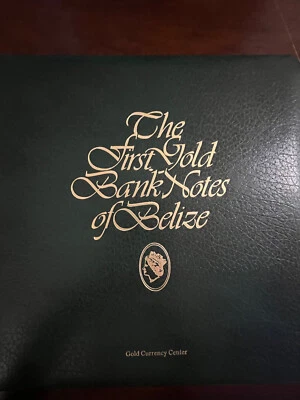 The
First Gold
Bank Notes
of Belize
Gold Currency Center